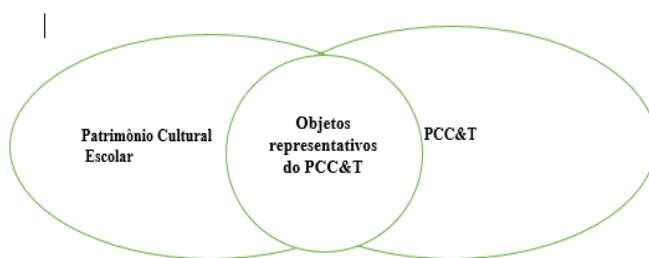 Patrimônio Cultural
Escolar
Objetos
representativos
do PCC&T
PCC&T